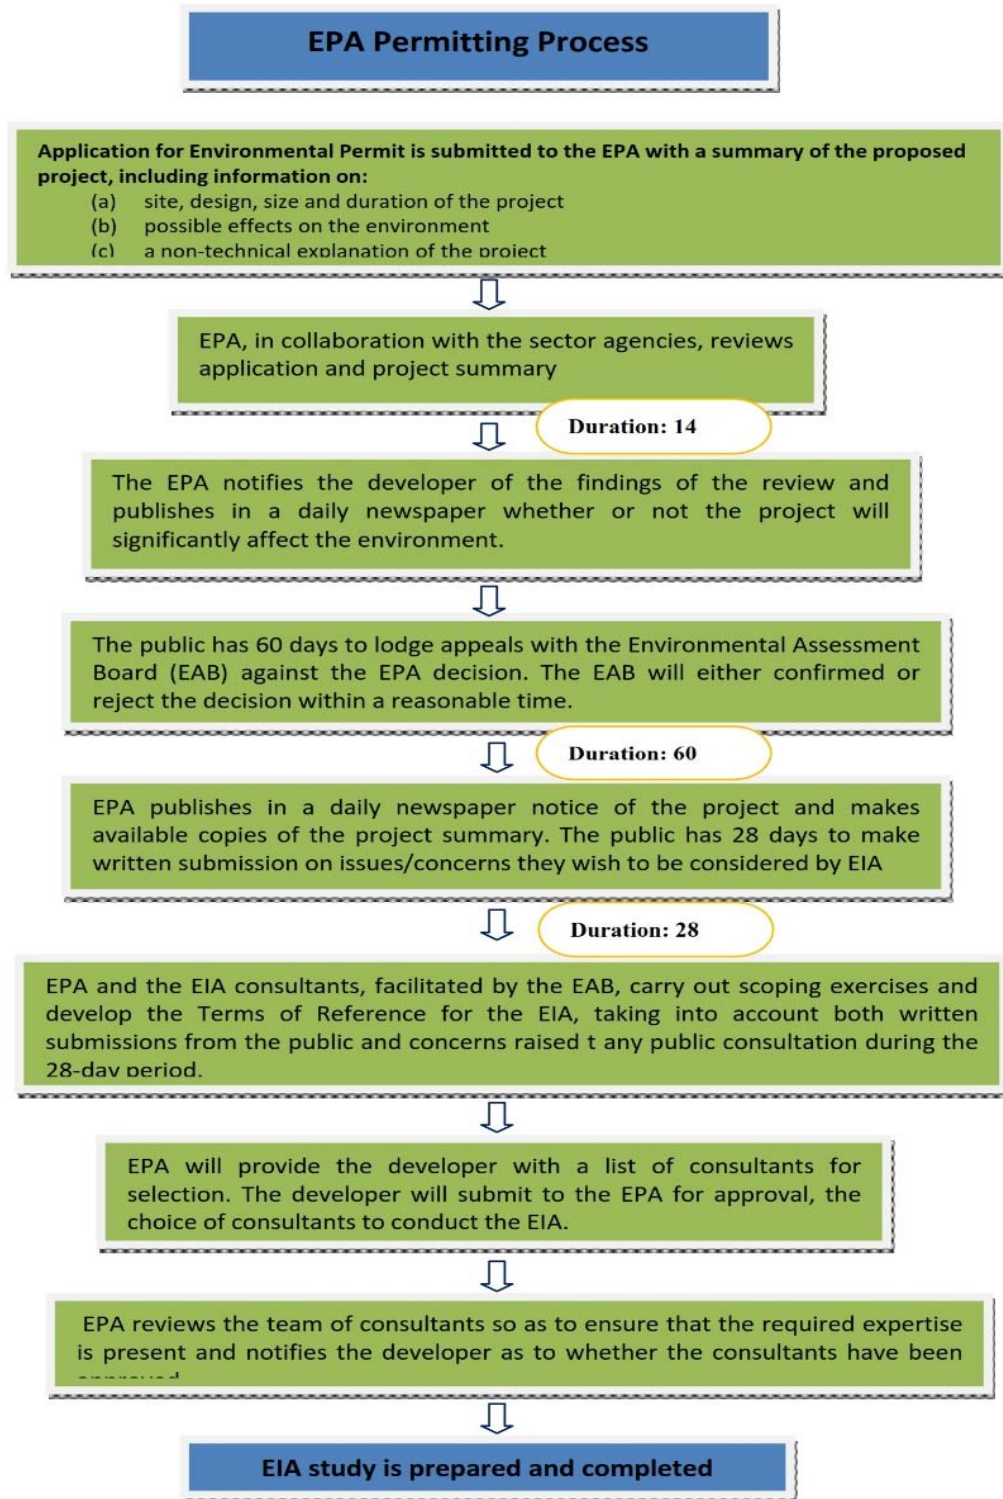 EPA Permitting Process
Application for Environmental Permit is submitted to the EPA with a summary of the proposed
project, including information on:
(a) site, design, size and duration of the project
(b) possible effects on the environment
(c) a non-technical explanation of the project
EPA, in collaboration with the sector agencies, reviews
application and project summary
Duration: 14
The EPA notifies the developer of the findings of the review and
publishes in a daily newspaper whether or not the project will
significantly affect the environment.
The public has 60 days to lodge appeals with the Environmental Assessment
Board (EAB) against the EPA decision. The EAB will either confirmed or
reject the decision within a reasonable time.
Duration: 60
EPA publishes in a daily newspaper notice of the project and makes
available copies of the project summary. The public has 28 days to make
written submission on issues/concerns they wish to be considered by EIA
Duration: 28
EPA and the EIA consultants, facilitated by the EAB, carry out scoping exercises and
develop the Terms of Reference for the EIA, taking into account both written
submissions from the public and concerns raised t any public consultation during the
28-day period.
EPA will provide the developer with a list of consultants for
selection. The developer will submit to the EPA for approval, the
choice of consultants to conduct the EIA.
EPA reviews the team of consultants so as to ensure that the required expertise
is present and notifies the developer as to whether the consultants have been
EIA study is prepared and completed